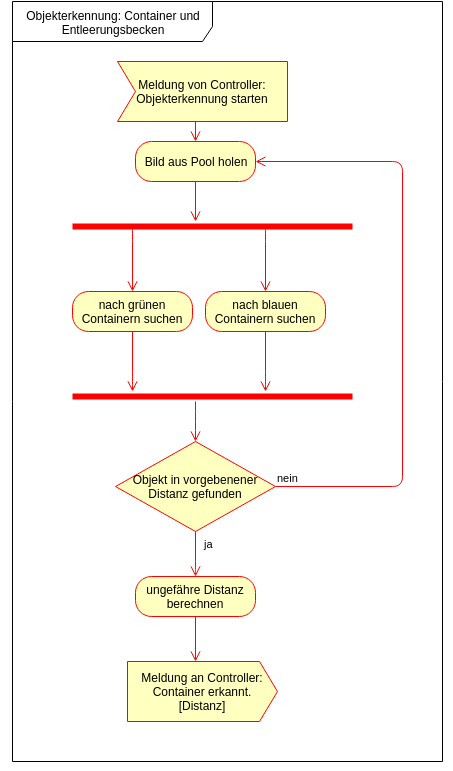 Objekterkennung: Container und
Entleerungsbecken
Meldung von Controller:
Objekterkennung starten
Bild aus Pool holen
nach grünen
Containern suchen
nach blauen
Containern suchen
Objekt in vorgebenener
Distanz gefunden
nein
ja
ungefähre Distanz
berechnen
Meldung an Controller:
Container erkannt.
[Distanz]